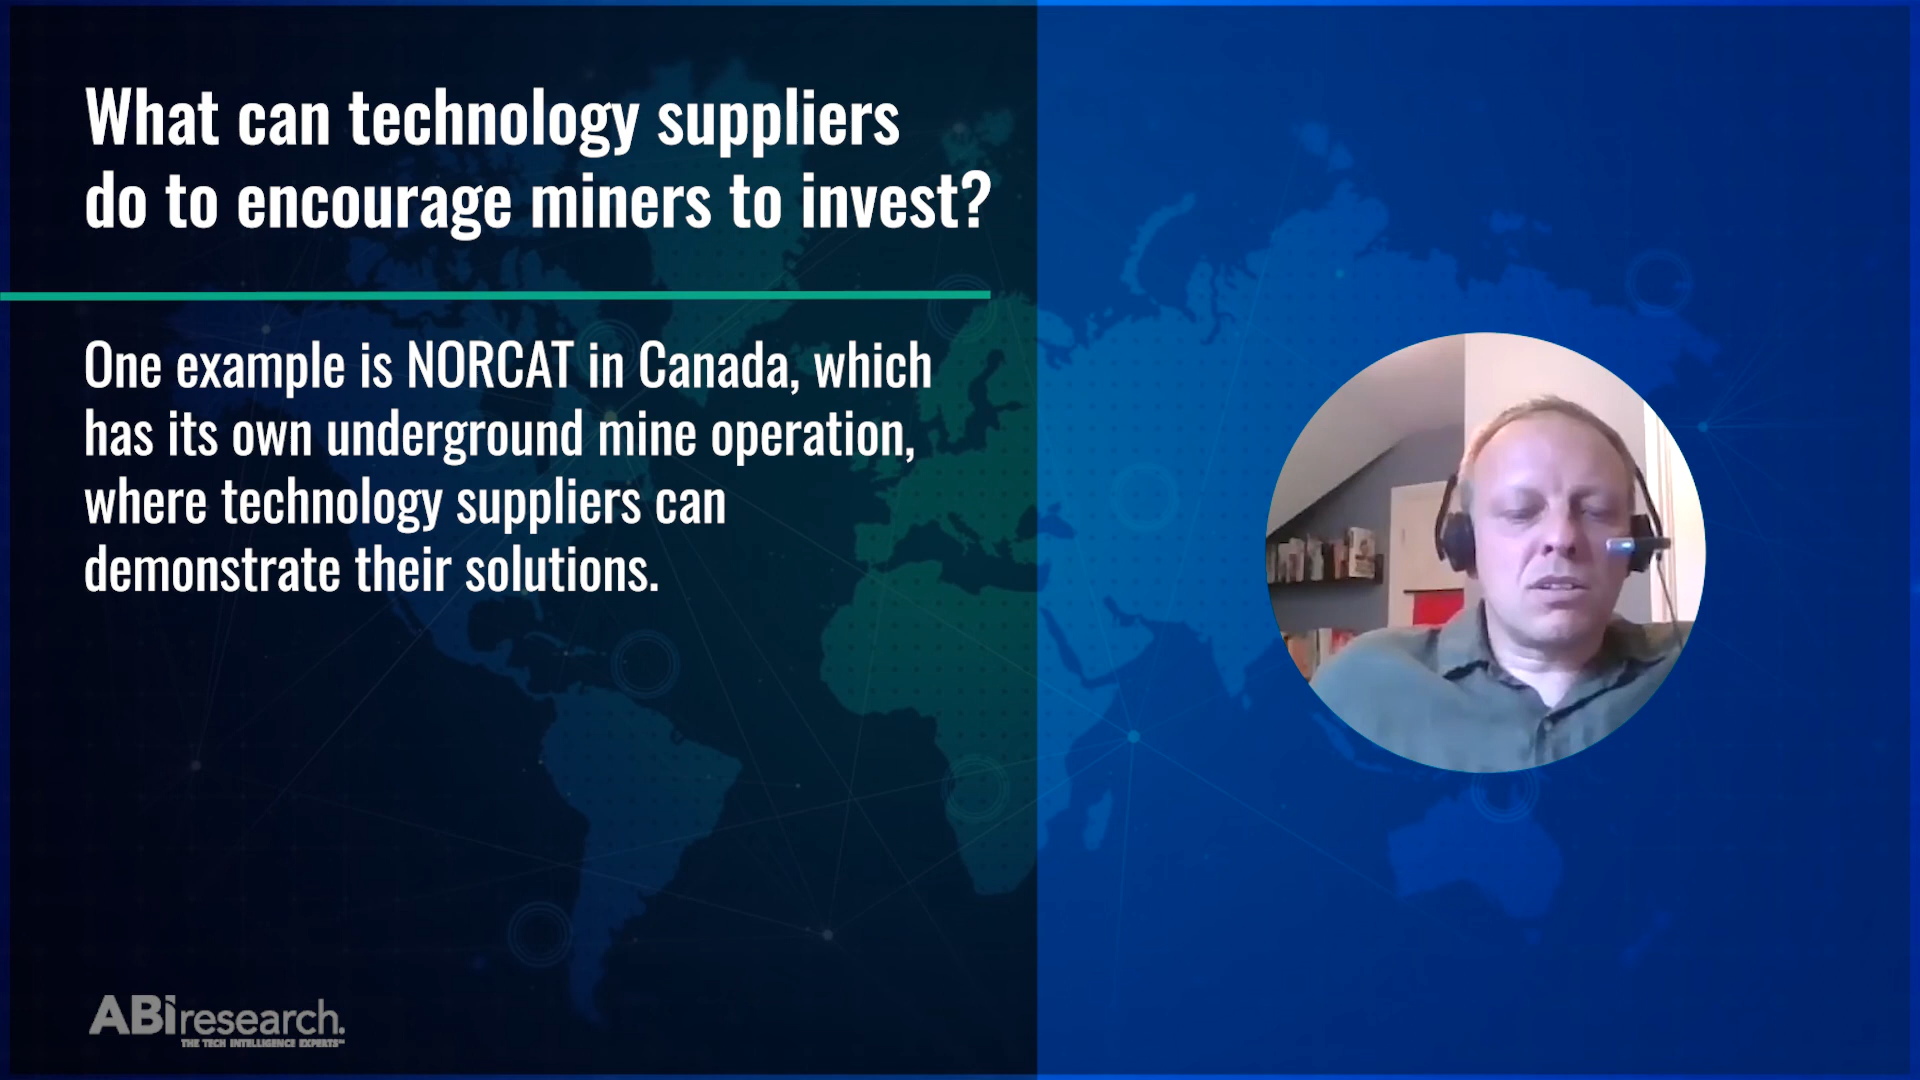 What can technology suppliers
do to encourage miners to invest?
One example is NORCAT in Canada, which
has its own underground mine operation,
where technology suppliers can
demonstrate their solutions.
ABiresearch.
THE TECH INTELLIGENCE EXPERTS℠